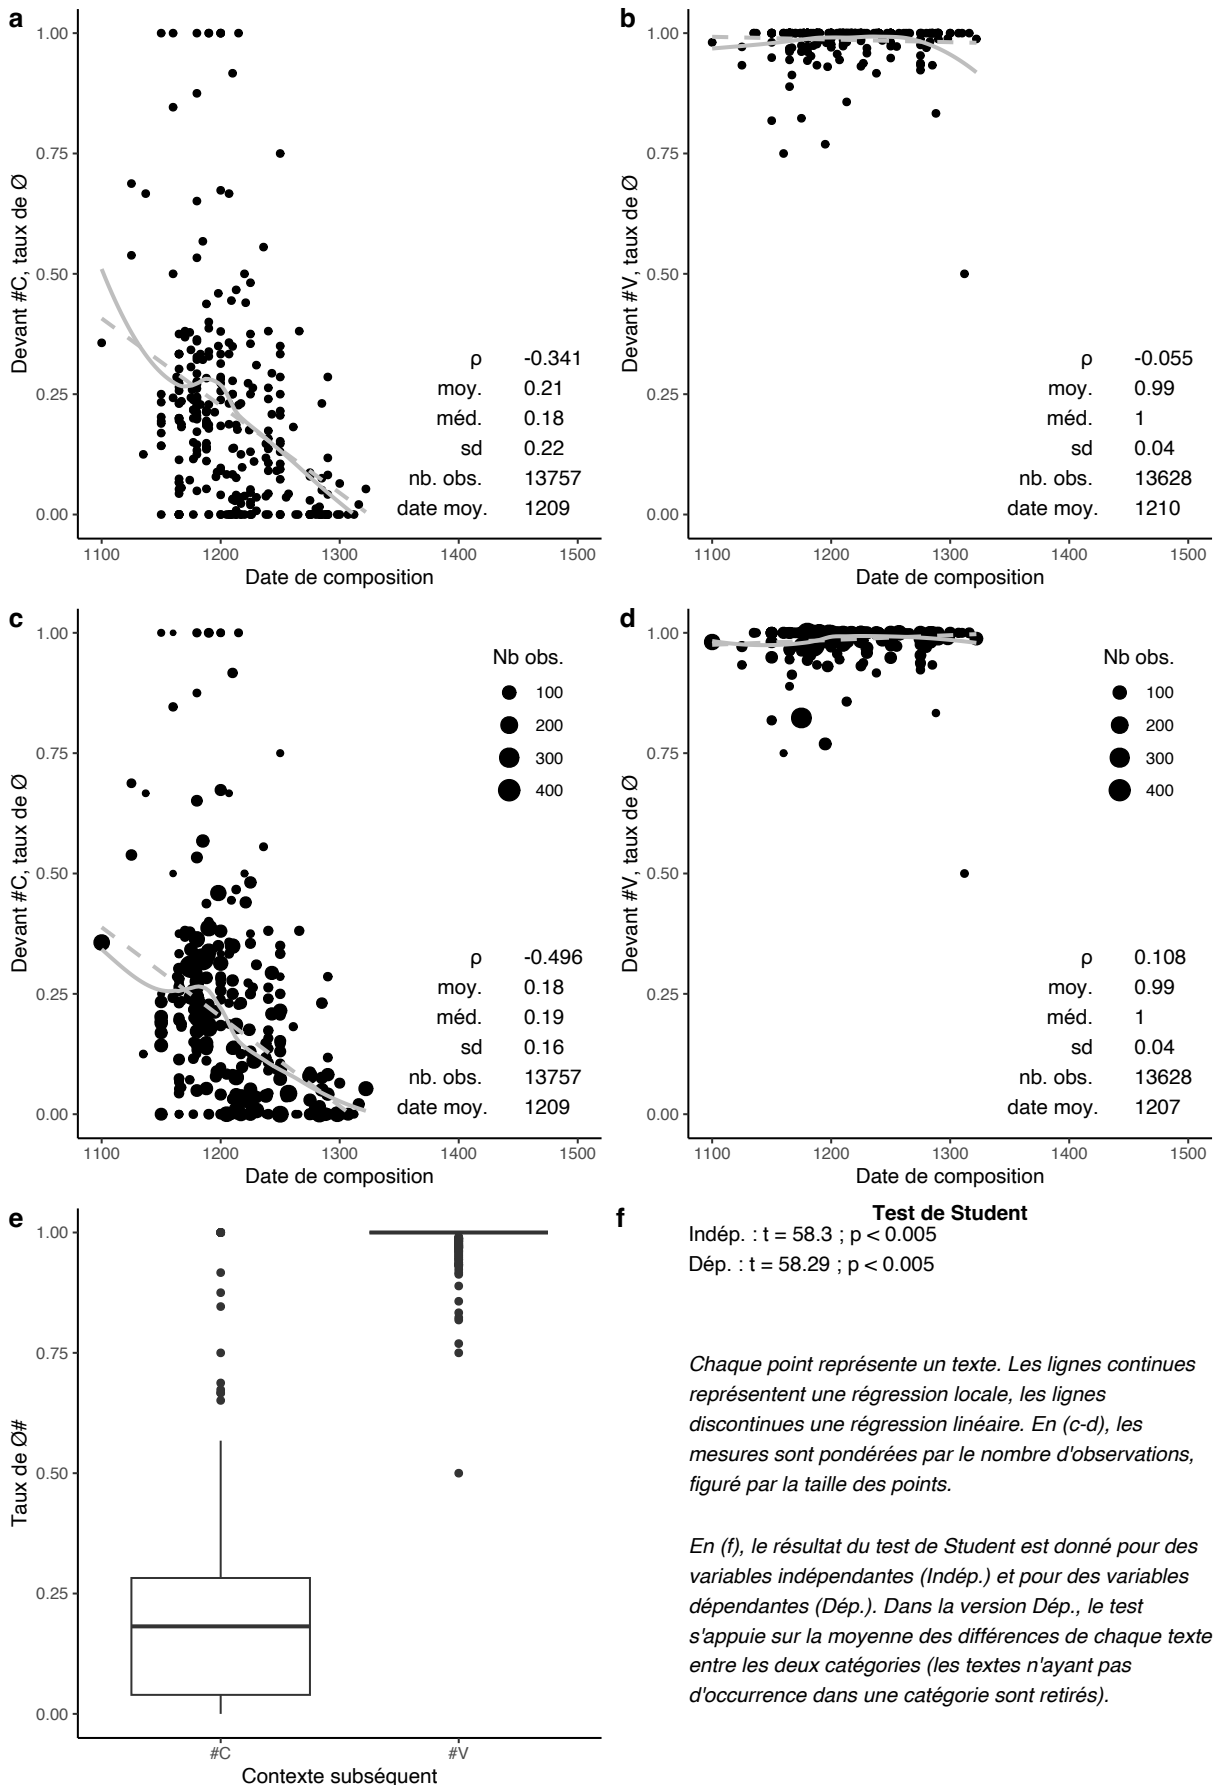 a
Devant #C, taux de Ø
1.00
0.75
0.50
0.25
0.00
ρ -0.341
moy. 0.21
méd. 0.18
sd 0.22
nb. obs. 13757
date moy. 1209
1100 1200 1300 1400 1500
Date de composition
b
Devant #V, taux de Ø
1.00
0.75
0.50
0.25
0.00
ρ -0.055
moy. 0.99
méd. 1
sd 0.04
nb. obs. 13628
date moy. 1210
1100 1200 1300 1400 1500
Date de composition
c
Devant #C, taux de Ø
1.00
0.75
0.50
0.25
0.00
Nb obs.
100
200
300
400
ρ -0.496
moy. 0.18
méd. 0.19
sd 0.16
nb. obs. 13757
date moy. 1209
1100 1200 1300 1400 1500
Date de composition
d
Devant #V, taux de Ø
1.00
0.75
0.50
0.25
0.00
Nb obs.
100
200
300
400
ρ 0.108
moy. 0.99
méd. 1
sd 0.04
nb. obs. 13628
date moy. 1207
1100 1200 1300 1400 1500
Date de composition
e
Taux de Ø#
1.00
0.75
0.50
0.25
0.00
#C #V
Contexte subséquent
f
Test de Student
Indép. : t = 58.3 ; p < 0.005
Dép. : t = 58.29 ; p < 0.005
Chaque point représente un texte. Les lignes continues
représentent une régression locale, les lignes
discontinues une régression linéaire. En (c-d), les
mesures sont pondérées par le nombre d'observations,
figuré par la taille des points.
En (f), le résultat du test de Student est donné pour des
variables indépendantes (Indép.) et pour des variables
dépendantes (Dép.). Dans la version Dép., le test
s'appuie sur la moyenne des différences de chaque texte
entre les deux catégories (les textes n'ayant pas
d'occurrence dans une catégorie sont retirés).